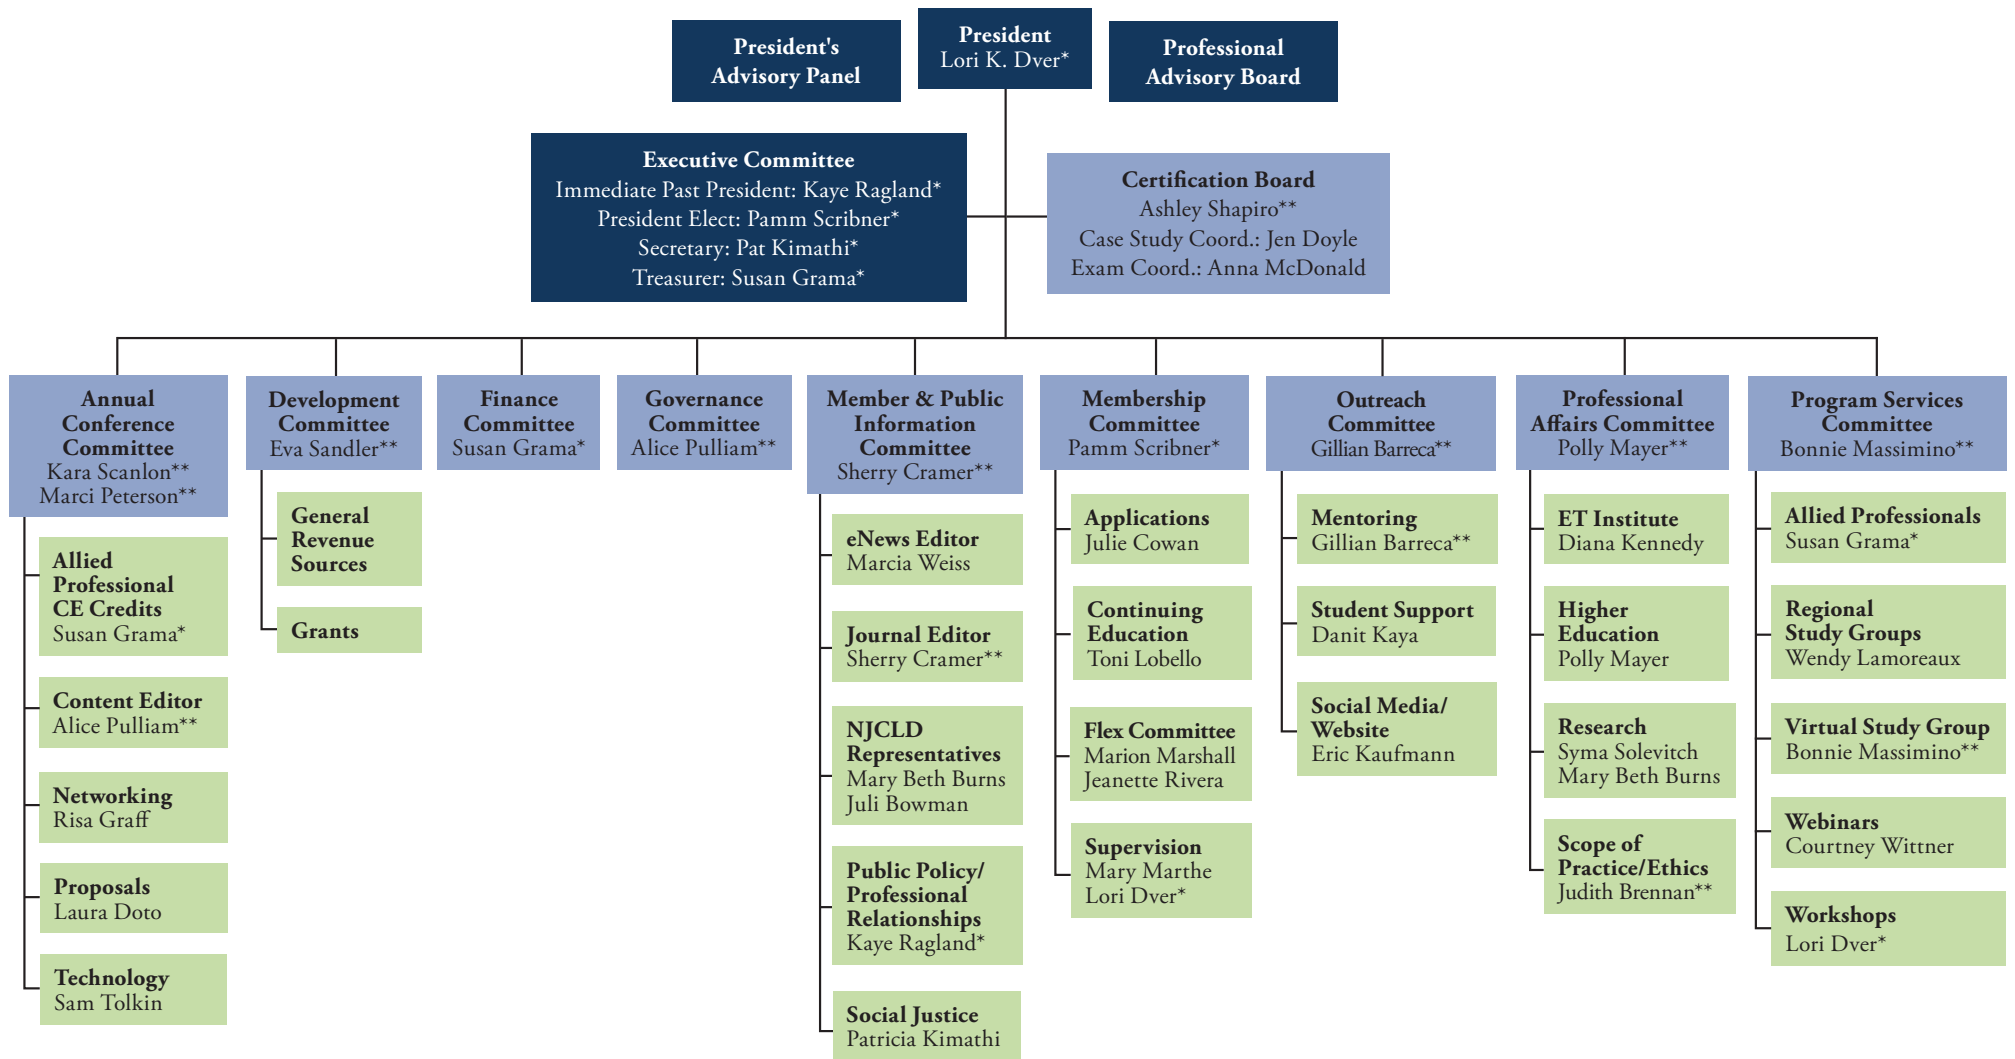 President's
Advisory Panel
President
Lori K. Dver*
Professional
Advisory Board
Executive Committee
Immediate Past President: Kaye Ragland*
President Elect: Pamm Scribner*
Secretary: Pat Kimathi*
Treasurer: Susan Grama*
Certification Board
Ashley Shapiro**
Case Study Coord.: Jen Doyle
Exam Coord.: Anna McDonald
Annual
Conference
Committee
Kara Scanlon**
Marci Peterson**
Allied
Professional
CE Credits
Susan Grama*
Content Editor
Alice Pulliam**
Networking
Risa Graff
Proposals
Laura Doto
Technology
Sam Tolkin
Development
Committee
Eva Sandler**
General
Revenue
Sources
Grants
Finance
Committee
Susan Grama*
Governance
Committee
Alice Pulliam**
Member & Public
Information
Committee
Sherry Cramer**
eNews Editor
Marcia Weiss
Journal Editor
Sherry Cramer**
NJCLD
Representatives
Mary Beth Burns
Juli Bowman
Public Policy/
Professional
Relationships
Kaye Ragland*
Social Justice
Patricia Kimathi
Membership
Committee
Pamm Scribner*
Applications
Julie Cowan
Continuing
Education
Toni Lobello
Flex Committee
Marion Marshall
Jeanette Rivera
Supervision
Mary Marthe
Lori Dver*
Outreach
Committee
Gillian Barreca**
Mentoring
Gillian Barreca**
Student Support
Danit Kaya
Social Media/
Website
Eric Kaufmann
Professional
Affairs Committee
Polly Mayer**
ET Institute
Diana Kennedy
Higher
Education
Polly Mayer
Research
Syma Solevitch
Mary Beth Burns
Scope of
Practice/Ethics
Judith Brennan**
Program Services
Committee
Bonnie Massimino**
Allied Professionals
Susan Grama*
Regional
Study Groups
Wendy Lamoreaux
Virtual Study Group
Bonnie Massimino**
Webinars
Courtney Wittner
Workshops
Lori Dver*